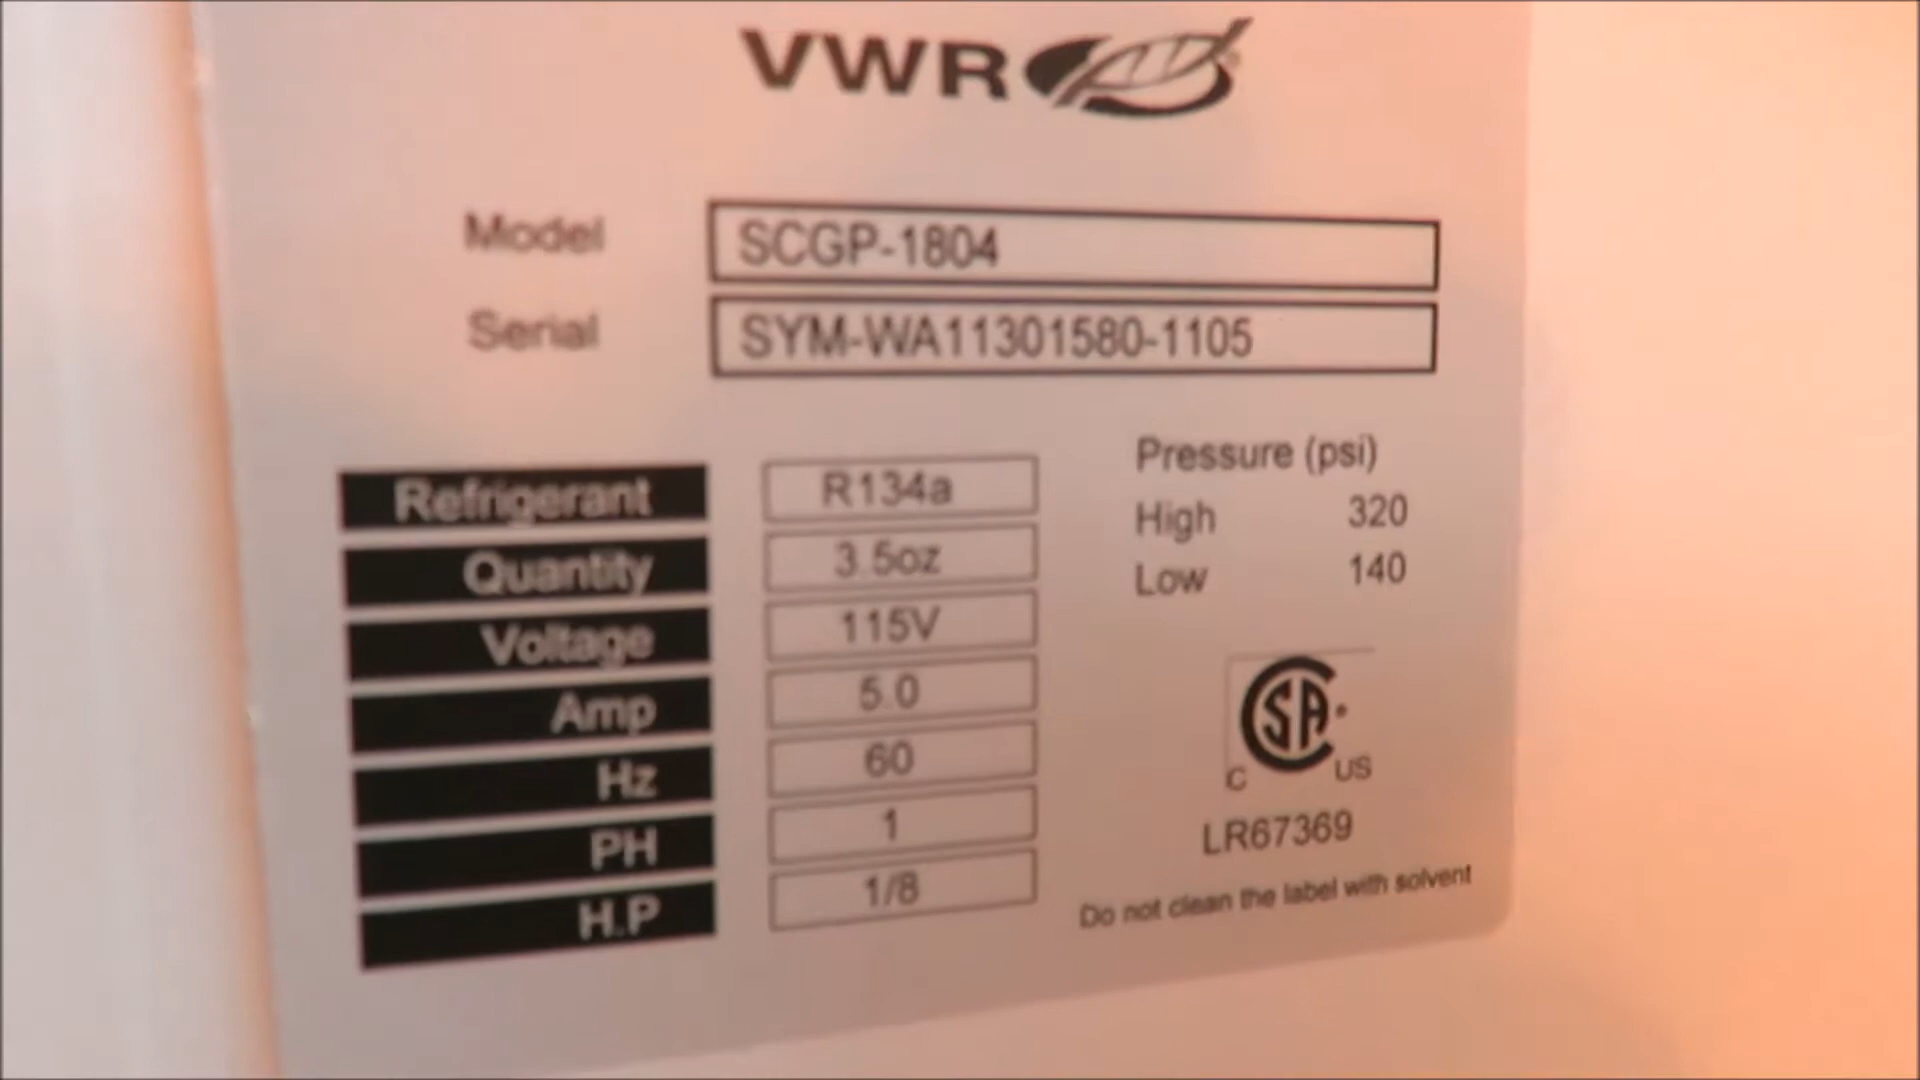 VWR
Model SCGP-1804
Serial SYM-WA11301580-1105
Refrigerant R134a
Quantity 3.5oz
Voltage 115V
Amp 5.0
Hz 60
PH 1
H.P 1/8
Pressure (psi)
High 320
Low 140
CSA
C US
LR67369
Do not clean the label with solvent